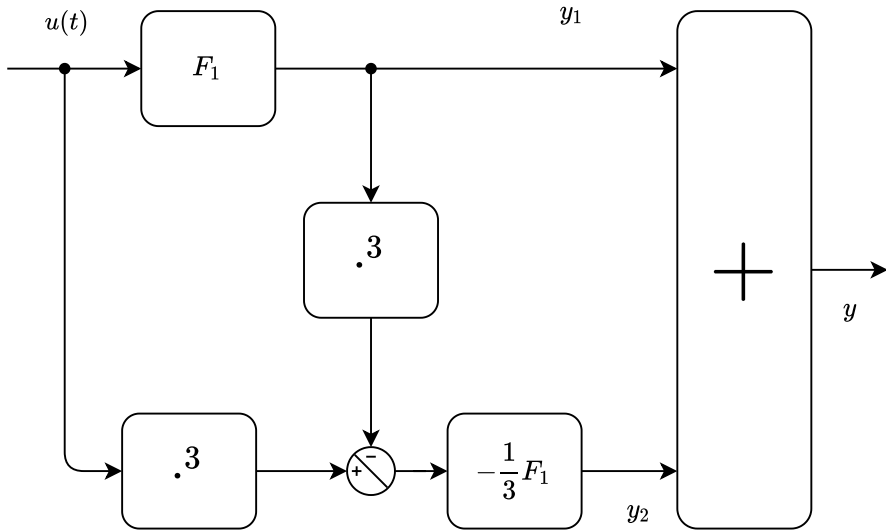 u(t)
F₁
y₁
.³
+
y
.³
−
+
−1/3 F₁
y₂